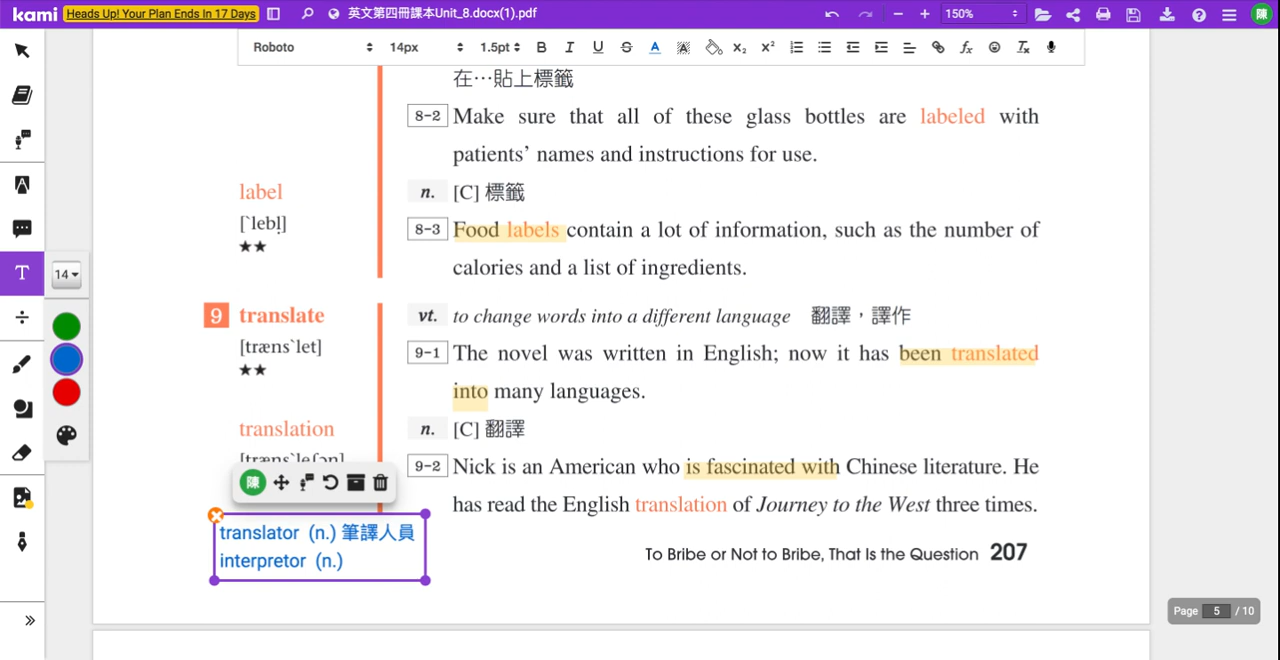 kami Heads Up! Your Plan Ends In 17 Days 英文第四冊課本Unit_8.docx(1).pdf 150% 陳
Roboto 14px 1.5pt B I U S A A X₂ X² fx Tx
在…貼上標籤
8-2 Make sure that all of these glass bottles are labeled with
patients’ names and instructions for use.
label n. [C] 標籤
[ˋlebḷ]
★★
8-3 Food labels contain a lot of information, such as the number of
calories and a list of ingredients.
9 translate vt. to change words into a different language 翻譯，譯作
[trænsˋlet]
★★
9-1 The novel was written in English; now it has been translated
into many languages.
translation n. [C] 翻譯
[trænsˋleʃən]
9-2 Nick is an American who is fascinated with Chinese literature. He
has read the English translation of Journey to the West three times.
陳
translator (n.) 筆譯人員
interpretor (n.)
To Bribe or Not to Bribe, That Is the Question 207
T 14
Page 5 / 10